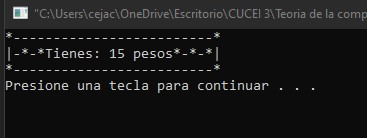 "C:\Users\cejac\OneDrive\Escritorio\CUCEI 3\Teoria de la comp
*-------------------------*
|-*-*Tienes: 15 pesos*-*-*|
*-------------------------*
Presione una tecla para continuar . . .